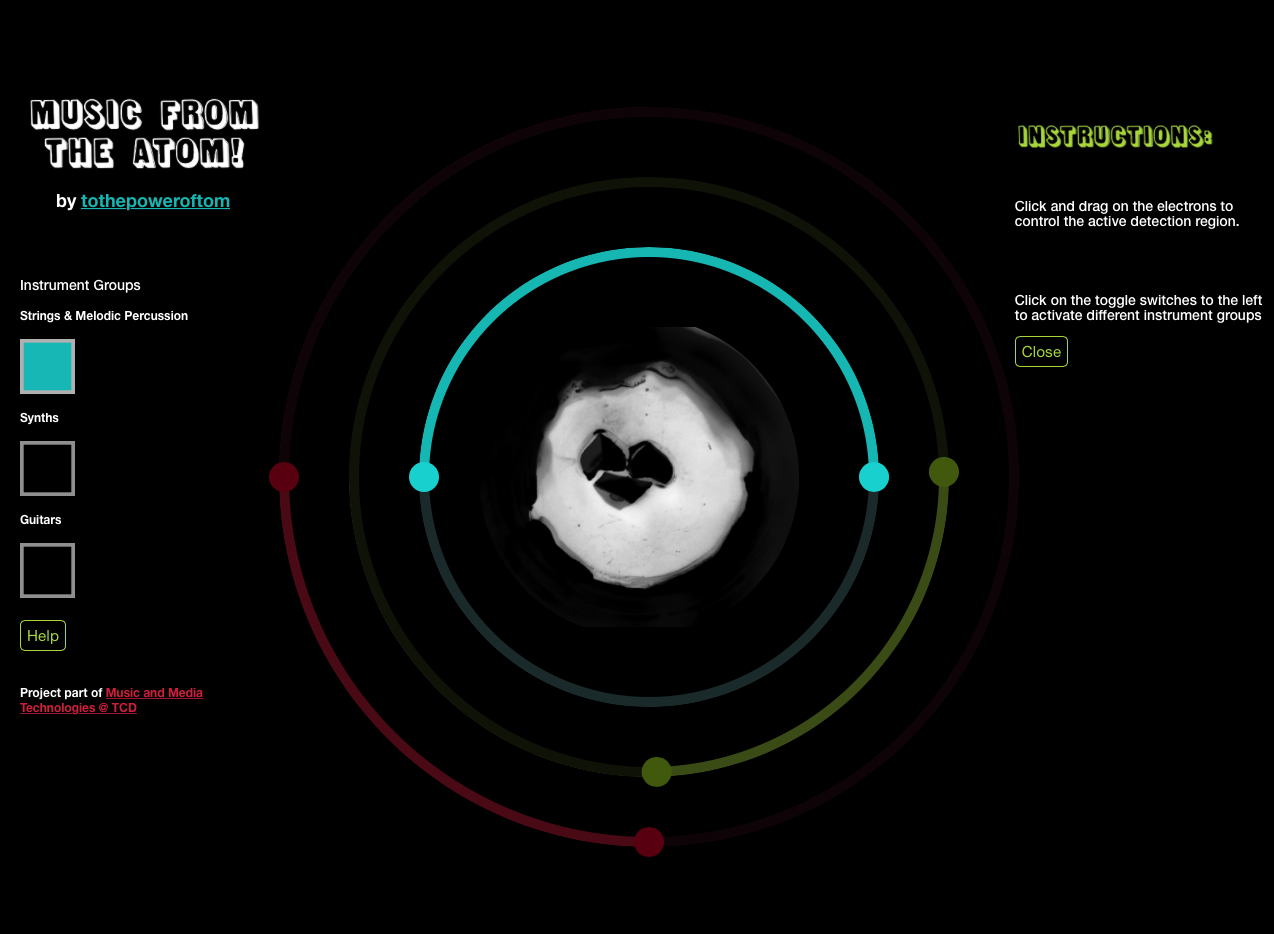 MUSIC FROM
THE ATOM!
by tothepoweroftom
Instrument Groups
Strings & Melodic Percussion
Synths
Guitars
Help
Project part of Music and Media
Technologies @ TCD
INSTRUCTIONS:
Click and drag on the electrons to
control the active detection region.
Click on the toggle switches to the left
to activate different instrument groups
Close